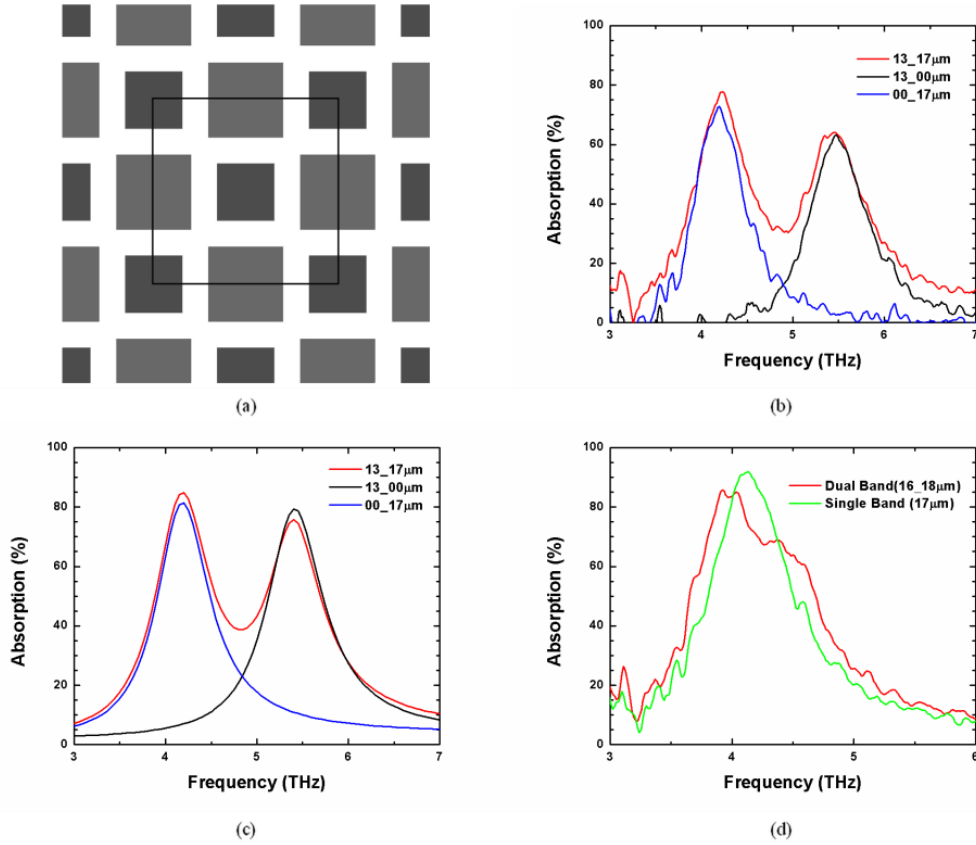 (a)
100
80
60
40
20
0
3
4
5
6
7
Absorption (%)
Frequency (THz)
13_17μm
13_00μm
00_17μm
(b)
100
80
60
40
20
0
3
4
5
6
7
Absorption (%)
Frequency (THz)
13_17μm
13_00μm
00_17μm
(c)
100
80
60
40
20
0
3
4
5
6
Absorption (%)
Frequency (THz)
Dual Band(16_18μm)
Single Band (17μm)
(d)